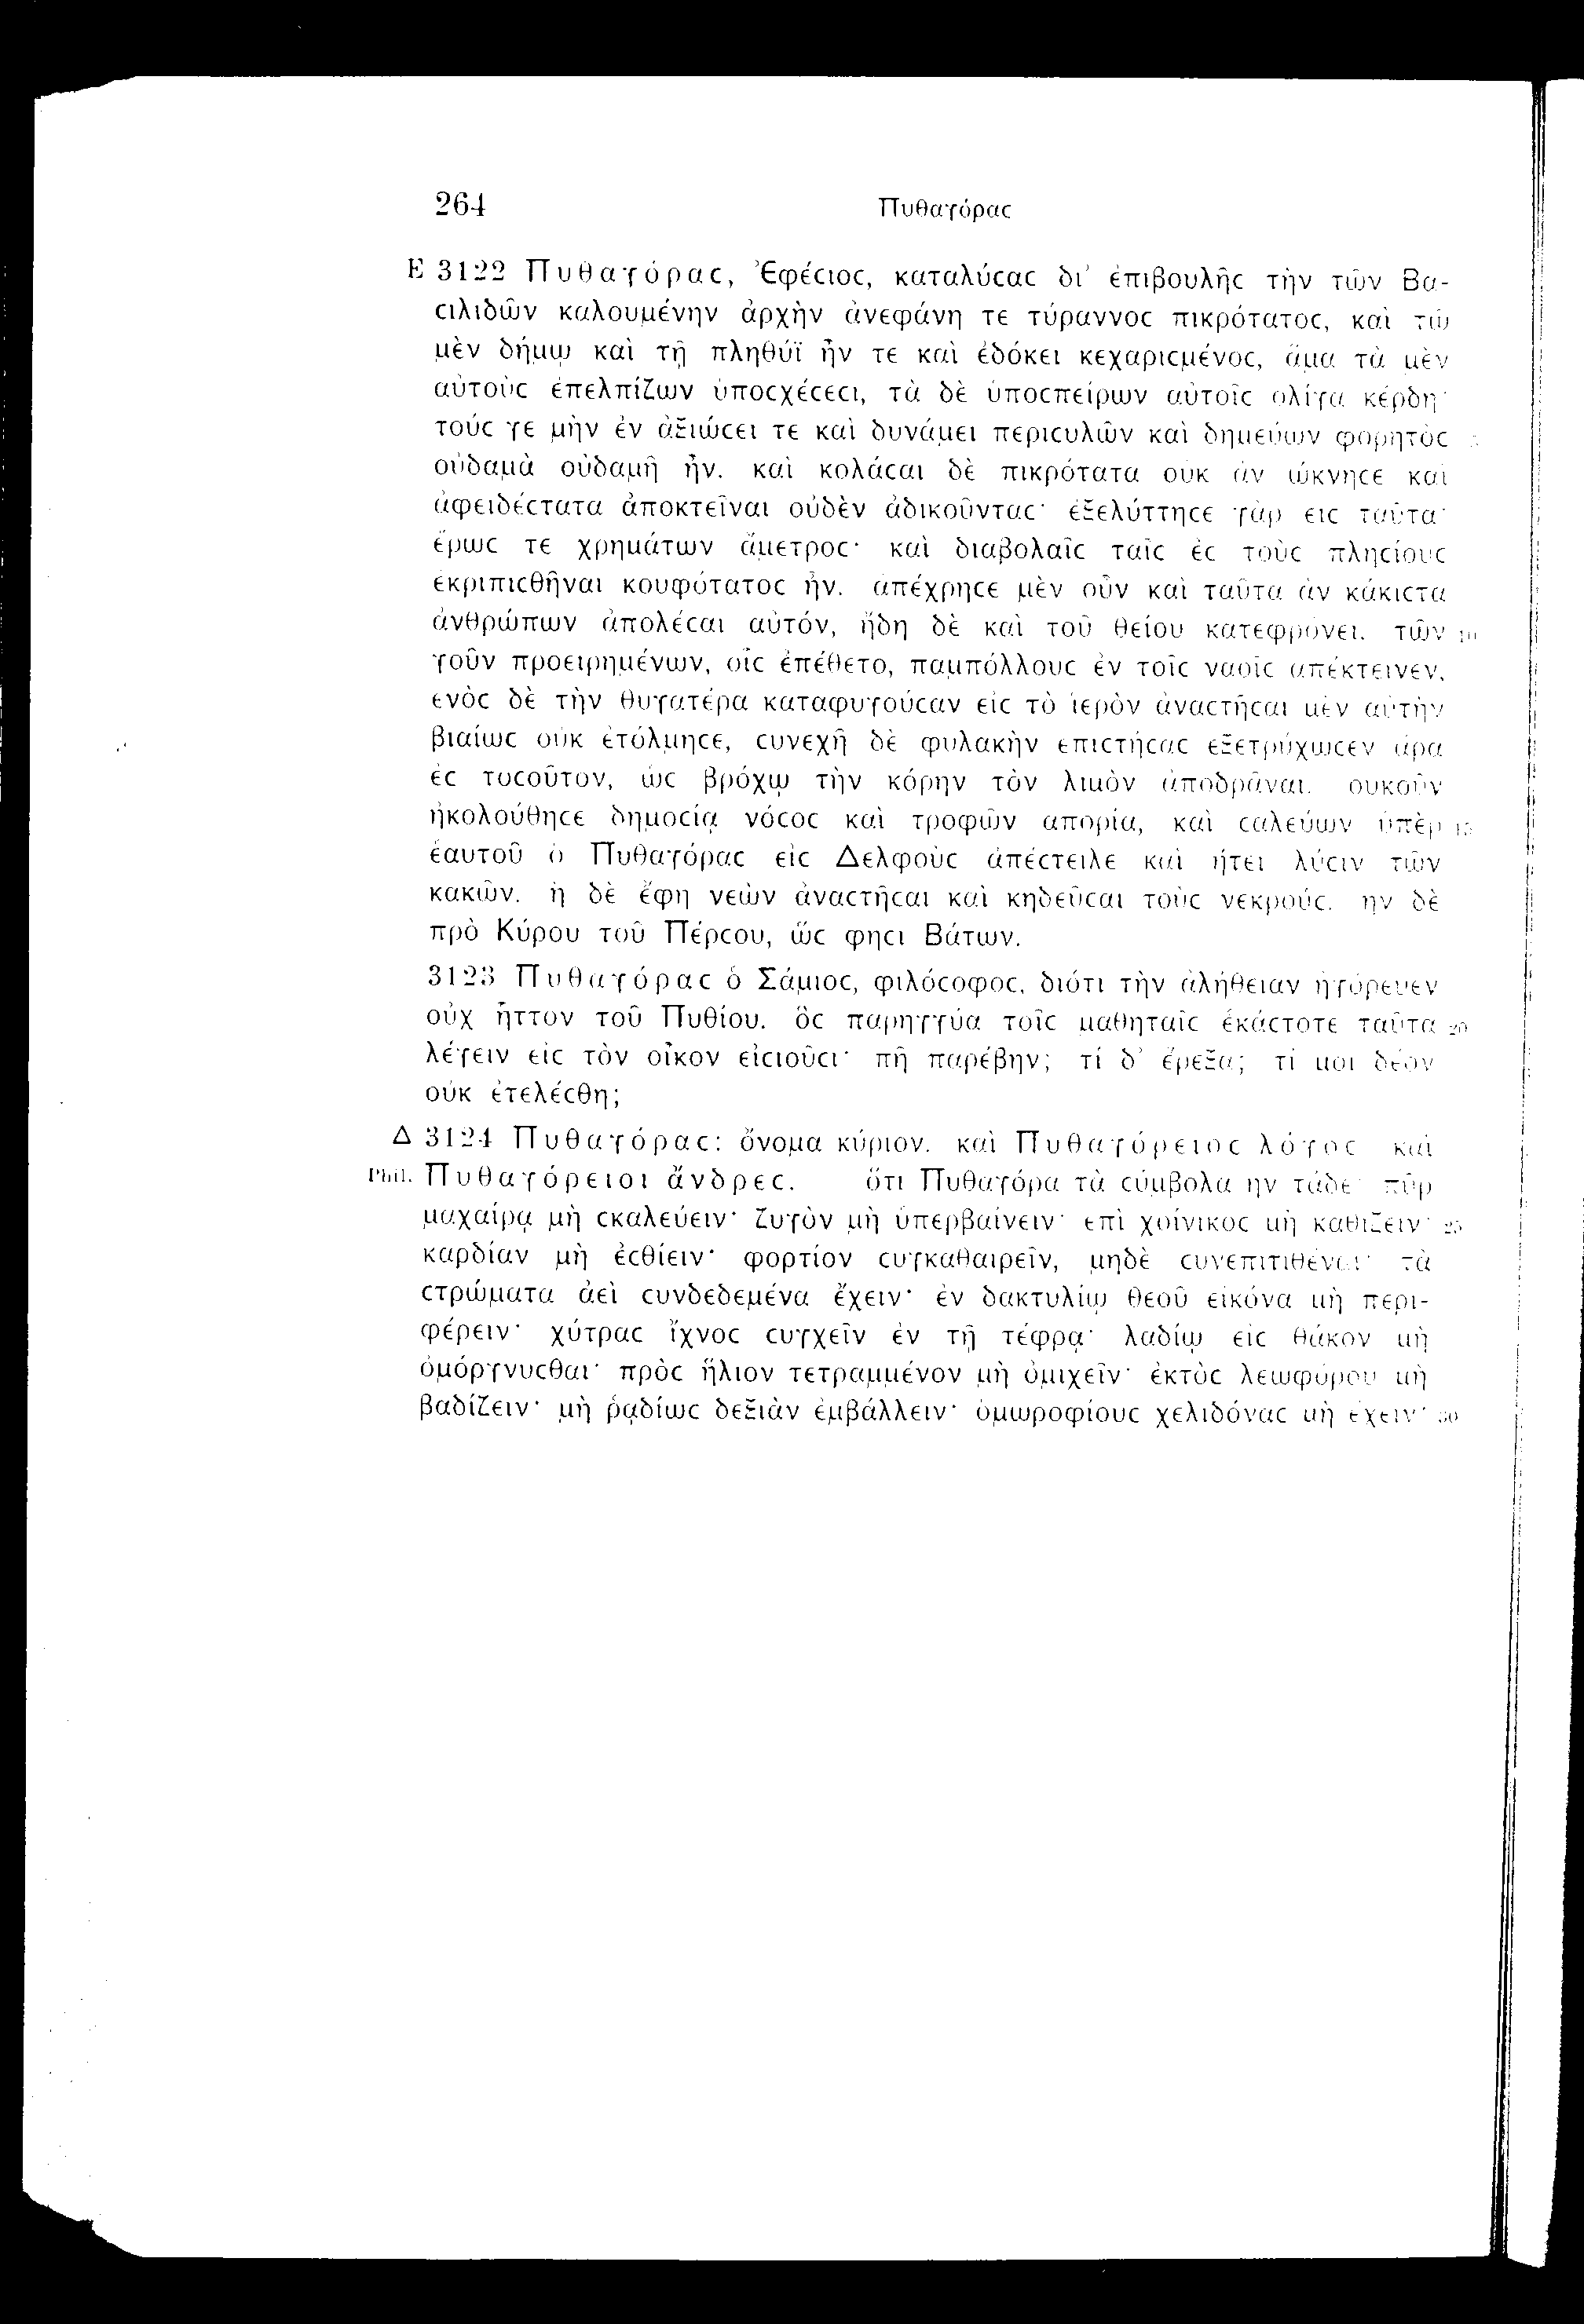 264 Πυθαγόρας
Ε 3122 Πυθαγόρας, Ἐφέςιος, καταλύςας δι' ἐπιβουλῆς τὴν τῶν Βα-
ςιλιδῶν καλουμένην ἀρχὴν ἀνεφάνη τε τύραννος πικρότατος, καὶ τῷ
μὲν δήμῳ καὶ τῇ πληθύϊ ἦν τε καὶ ἐδόκει κεχαριςμένος, ἅμα τὰ μὲν
αὐτοὺς ἐπελπίζων ὑποςχέςεςι, τὰ δὲ ὑποςπείρων αὐτοῖς ὀλίγα κέρδη·
τούς γε μὴν ἐν ἀξιώςει τε καὶ δυνάμει περιςυλῶν καὶ δημεύων φορητὸς 5
οὐδαμὰ οὐδαμῆ ἦν. καὶ κολάςαι δὲ πικρότατα οὐκ ἂν ὤκνηςε καὶ
ἀφειδέςτατα ἀποκτεῖναι οὐδὲν ἀδικοῦντας· ἐξελύττηςε γὰρ εἰς ταῦτα·
ἔρως τε χρημάτων ἄμετρος· καὶ διαβολαῖς ταῖς ἐς τοὺς πληςίους
ἐκριπιςθῆναι κουφότατος ἦν. ἀπέχρηςε μὲν οὖν καὶ ταῦτα ἂν κάκιςτα
ἀνθρώπων ἀπολέςαι αὐτόν, ἤδη δὲ καὶ τοῦ θείου κατεφρόνει. τῶν 10
γοῦν προειρημένων, οἷς ἐπέθετο, παμπόλλους ἐν τοῖς ναοῖς ἀπέκτεινεν,
ἑνὸς δὲ τὴν θυγατέρα καταφυγοῦςαν εἰς τὸ ἱερὸν ἀναςτῆςαι μὲν αὐτὴν
βιαίως οὐκ ἐτόλμηςε, ςυνεχῆ δὲ φυλακὴν ἐπιςτήςας ἐξετρύχωςεν ἄρα
ἐς τοςοῦτον, ὡς βρόχῳ τὴν κόρην τὸν λιμὸν ἀποδρᾶναι. οὐκοῦν
ἠκολούθηςε δημοςίᾳ νόςος καὶ τροφῶν ἀπορία, καὶ ςαλεύων ὑπὲρ 15
ἑαυτοῦ ὁ Πυθαγόρας εἰς Δελφοὺς ἀπέςτειλε καὶ ᾔτει λύςιν τῶν
κακῶν. ἡ δὲ ἔφη νεὼν ἀναςτῆςαι καὶ κηδεῦςαι τοὺς νεκρούς. ἦν δὲ
πρὸ Κύρου τοῦ Πέρςου, ὥς φηςι Βάτων.
3123 Πυθαγόρας ὁ Σάμιος, φιλόςοφος, διότι τὴν ἀλήθειαν ἠγόρευεν
οὐχ ἧττον τοῦ Πυθίου. ὃς παρηγγύα τοῖς μαθηταῖς ἑκάςτοτε ταῦτα 20
λέγειν εἰς τὸν οἶκον εἰςιοῦςι· πῆ παρέβην; τί δ' ἔρεξα; τί μοι δέον
οὐκ ἐτελέςθη;
Δ 3124 Πυθαγόρας: ὄνομα κύριον. καὶ Πυθαγόρειος λόγος καὶ
Phil. Πυθαγόρειοι ἄνδρες. ὅτι Πυθαγόρα τὰ ςύμβολα ἦν τάδε· πῦρ
μαχαίρᾳ μὴ ςκαλεύειν· ζυγὸν μὴ ὑπερβαίνειν· ἐπὶ χοίνικος μὴ καθίζειν· 25
καρδίαν μὴ ἐςθίειν· φορτίον ςυγκαθαιρεῖν, μηδὲ ςυνεπιτιθέναι· τὰ
ςτρώματα ἀεὶ ςυνδεδεμένα ἔχειν· ἐν δακτυλίῳ θεοῦ εἰκόνα μὴ περι-
φέρειν· χύτρας ἴχνος ςυγχεῖν ἐν τῇ τέφρᾳ· λαδίῳ εἰς θάκον μὴ
ὀμόργνυςθαι· πρὸς ἥλιον τετραμμένον μὴ ὀμιχεῖν· ἐκτὸς λεωφόρου μὴ
βαδίζειν· μὴ ῥᾳδίως δεξιὰν ἐμβάλλειν· ὁμωροφίους χελιδόνας μὴ ἔχειν· 30